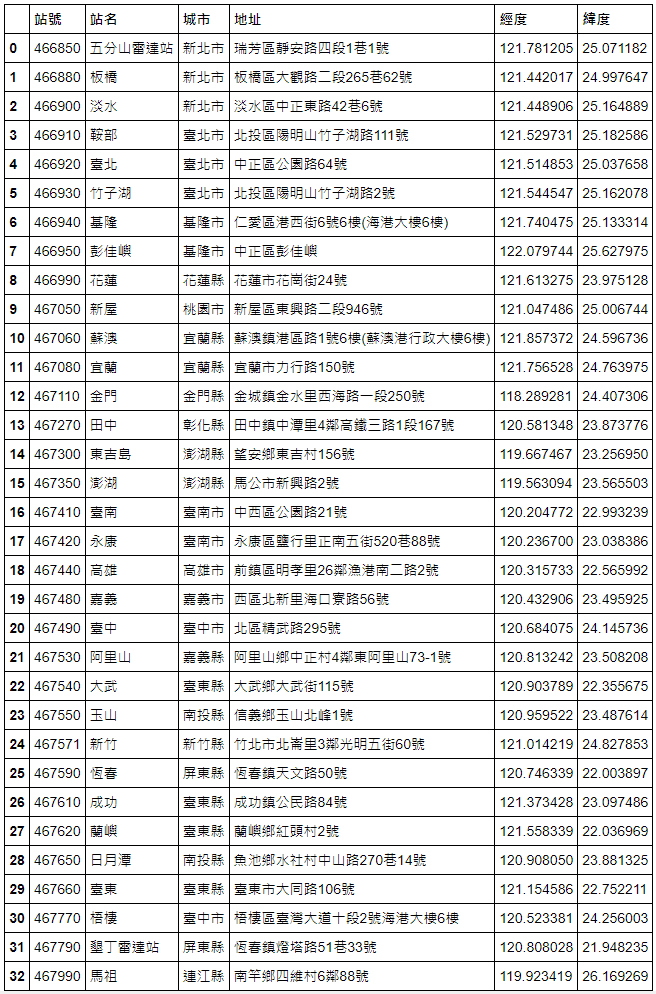 站號 站名 城市 地址 經度 緯度
0 466850 五分山雷達站 新北市 瑞芳區靜安路四段1巷1號 121.781205 25.071182
1 466880 板橋 新北市 板橋區大觀路二段265巷62號 121.442017 24.997647
2 466900 淡水 新北市 淡水區中正東路42巷6號 121.448906 25.164889
3 466910 鞍部 臺北市 北投區陽明山竹子湖路111號 121.529731 25.182586
4 466920 臺北 臺北市 中正區公園路64號 121.514853 25.037658
5 466930 竹子湖 臺北市 北投區陽明山竹子湖路2號 121.544547 25.162078
6 466940 基隆 基隆市 仁愛區港西街6號6樓(海港大樓6樓) 121.740475 25.133314
7 466950 彭佳嶼 基隆市 中正區彭佳嶼 122.079744 25.627975
8 466990 花蓮 花蓮縣 花蓮市花崗街24號 121.613275 23.975128
9 467050 新屋 桃園市 新屋區東興路二段946號 121.047486 25.006744
10 467060 蘇澳 宜蘭縣 蘇澳鎮港區路1號6樓(蘇澳港行政大樓6樓) 121.857372 24.596736
11 467080 宜蘭 宜蘭縣 宜蘭市力行路150號 121.756528 24.763975
12 467110 金門 金門縣 金城鎮金水里西海路一段250號 118.289281 24.407306
13 467270 田中 彰化縣 田中鎮中潭里4鄰高鐵三路1段167號 120.581348 23.873776
14 467300 東吉島 澎湖縣 望安鄉東吉村156號 119.667467 23.256950
15 467350 澎湖 澎湖縣 馬公市新興路2號 119.563094 23.565503
16 467410 臺南 臺南市 中西區公園路21號 120.204772 22.993239
17 467420 永康 臺南市 永康區鹽行里正南五街520巷88號 120.236700 23.038386
18 467440 高雄 高雄市 前鎮區明孝里26鄰漁港南二路2號 120.315733 22.565992
19 467480 嘉義 嘉義市 西區北新里海口寮路56號 120.432906 23.495925
20 467490 臺中 臺中市 北區精武路295號 120.684075 24.145736
21 467530 阿里山 嘉義縣 阿里山鄉中正村4鄰東阿里山73-1號 120.813242 23.508208
22 467540 大武 臺東縣 大武鄉大武街115號 120.903789 22.355675
23 467550 玉山 南投縣 信義鄉玉山北峰1號 120.959522 23.487614
24 467571 新竹 新竹縣 竹北市北崙里3鄰光明五街60號 121.014219 24.827853
25 467590 恆春 屏東縣 恆春鎮天文路50號 120.746339 22.003897
26 467610 成功 臺東縣 成功鎮公民路84號 121.373428 23.097486
27 467620 蘭嶼 臺東縣 蘭嶼鄉紅頭村2號 121.558339 22.036969
28 467650 日月潭 南投縣 魚池鄉水社村中山路270巷14號 120.908050 23.881325
29 467660 臺東 臺東縣 臺東市大同路106號 121.154586 22.752211
30 467770 梧棲 臺中市 梧棲區臺灣大道十段2號海港大樓6樓 120.523381 24.256003
31 467790 墾丁雷達站 屏東縣 恆春鎮燈塔路51巷33號 120.808028 21.948235
32 467990 馬祖 連江縣 南竿鄉四維村6鄰88號 119.923419 26.169269